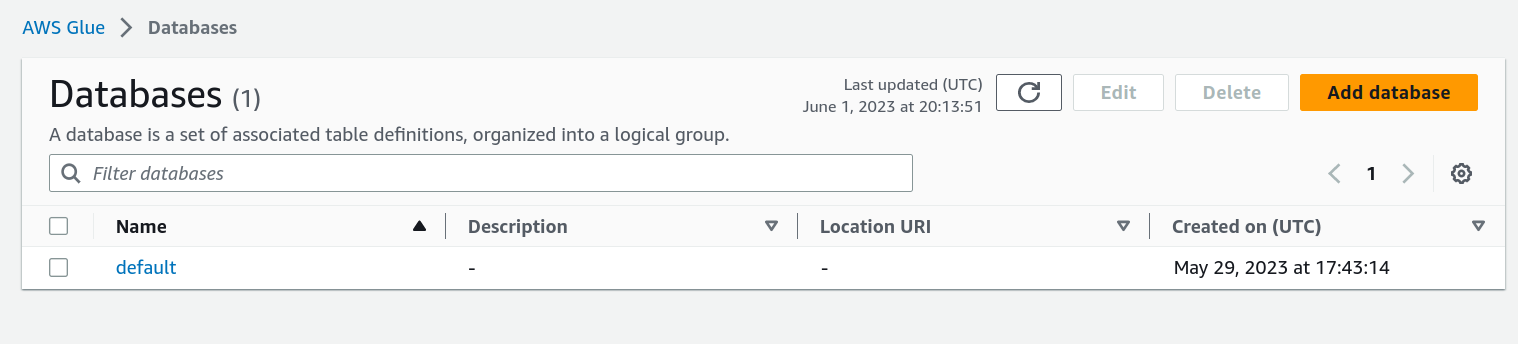 AWS Glue Databases
Databases (1)
Last updated (UTC)
June 1, 2023 at 20:13:51
Edit
Delete
Add database
A database is a set of associated table definitions, organized into a logical group.
Filter databases
1
Name Description Location URI Created on (UTC)
default - - May 29, 2023 at 17:43:14